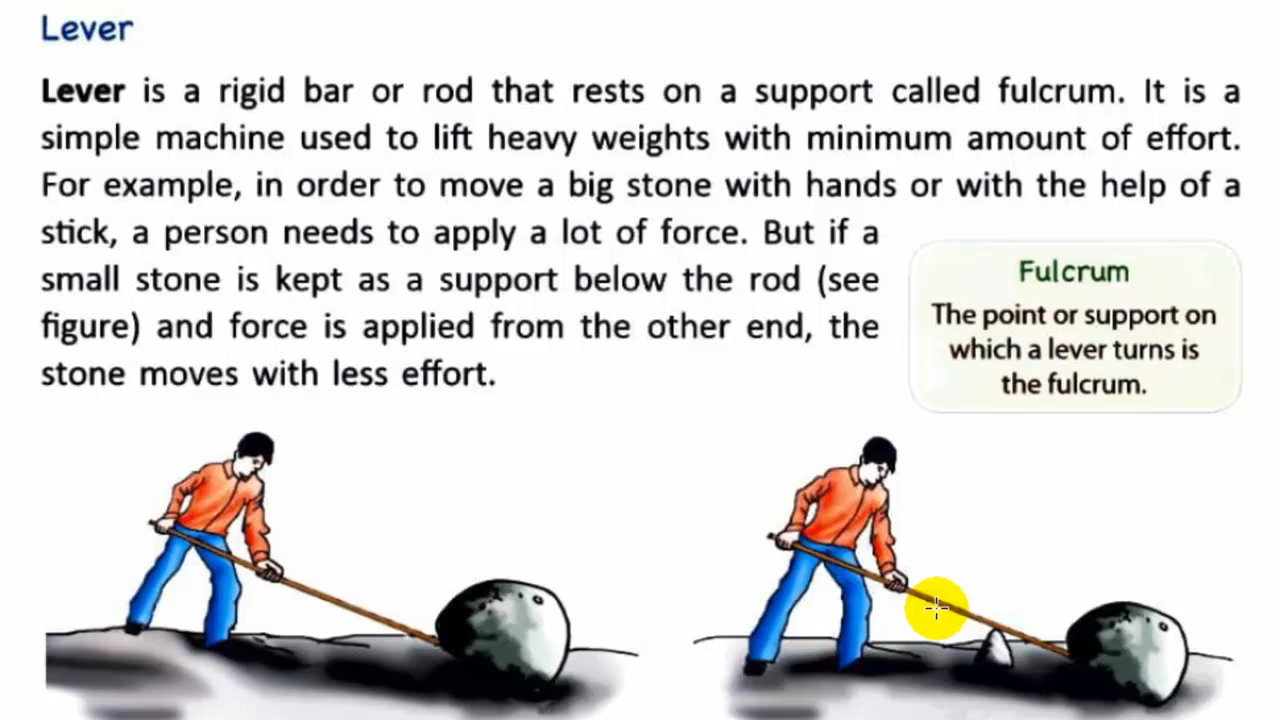 Lever
Lever is a rigid bar or rod that rests on a support called fulcrum. It is a
simple machine used to lift heavy weights with minimum amount of effort.
For example, in order to move a big stone with hands or with the help of a
stick, a person needs to apply a lot of force. But if a
small stone is kept as a support below the rod (see
figure) and force is applied from the other end, the
stone moves with less effort.
Fulcrum
The point or support on
which a lever turns is
the fulcrum.